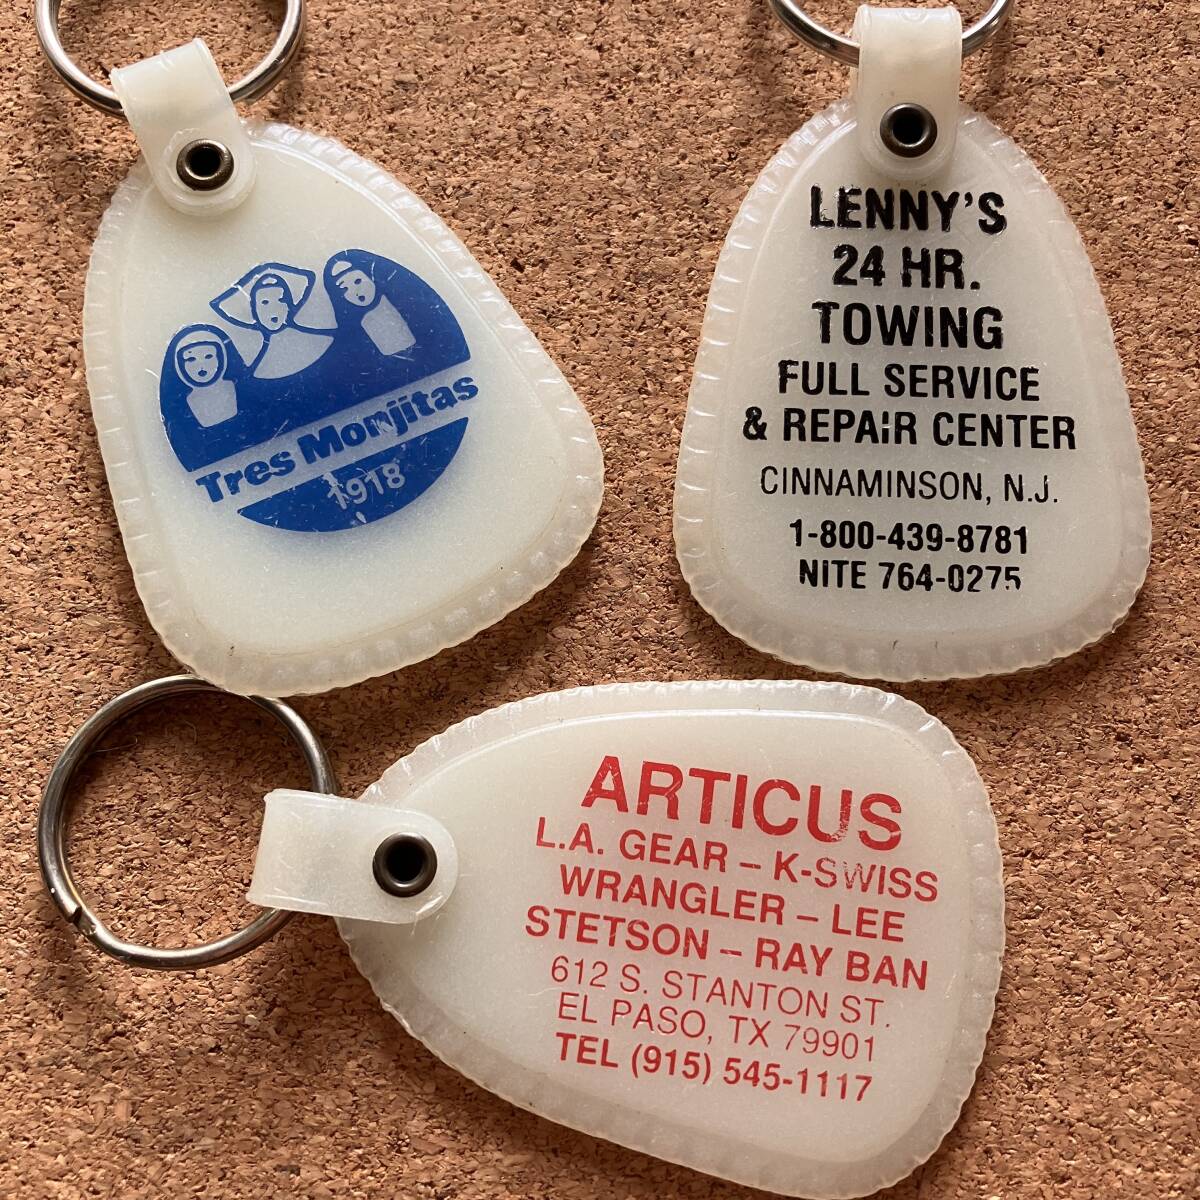 Tres Monjitas
1918
LENNY'S
24 HR.
TOWING
FULL SERVICE
& REPAIR CENTER
CINNAMINSON, N.J.
1-800-439-8781
NITE 764-0275
ARTICUS
L.A. GEAR – K-SWISS
WRANGLER – LEE
STETSON – RAY BAN
612 S. STANTON ST.
EL PASO, TX 79901
TEL (915) 545-1117